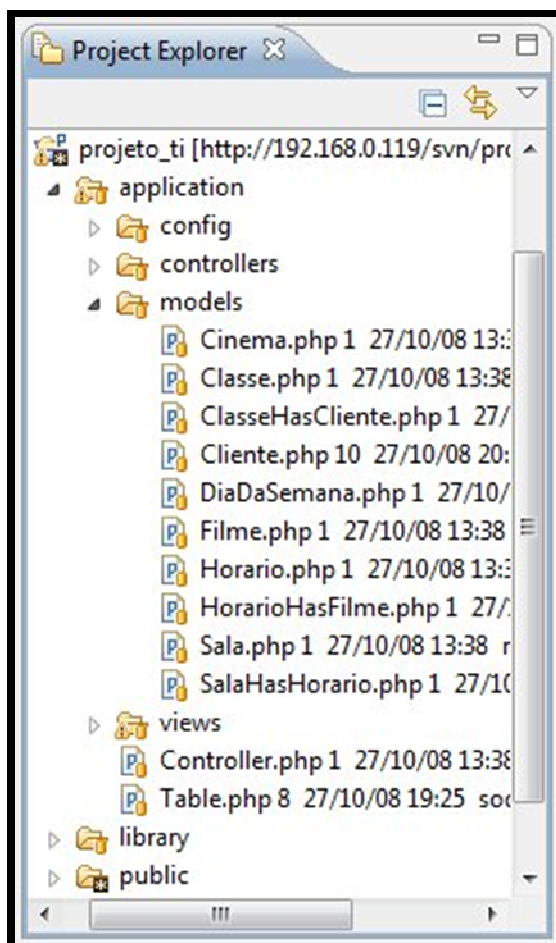 Project Explorer
projeto_ti [http://192.168.0.119/svn/pro
application
config
controllers
models
Cinema.php 1 27/10/08 13:3
Classe.php 1 27/10/08 13:38
ClasseHasCliente.php 1 27/
Cliente.php 10 27/10/08 20:
DiaDaSemana.php 1 27/10/
Filme.php 1 27/10/08 13:38
Horario.php 1 27/10/08 13:3
HorarioHasFilme.php 1 27/
Sala.php 1 27/10/08 13:38 r
SalaHasHorario.php 1 27/10
views
Controller.php 1 27/10/08 13:38
Table.php 8 27/10/08 19:25 soc
library
public